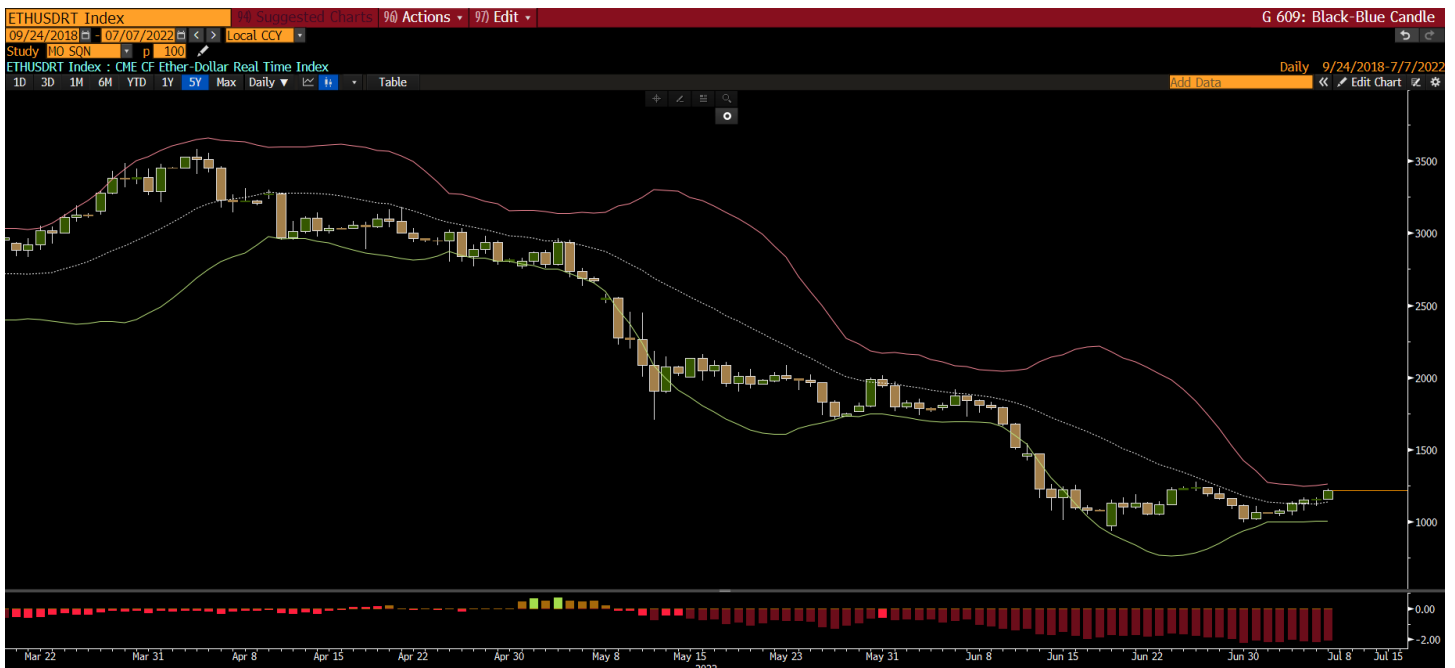 ETHUSDRT Index 94) Suggested Charts 96) Actions 97) Edit G 609: Black-Blue Candle
09/24/2018 - 07/07/2022 Local CCY
Study MO SQN p 100
ETHUSDRT Index : CME CF Ether-Dollar Real Time Index Daily 9/24/2018-7/7/2022
1D 3D 1M 6M YTD 1Y 5Y Max Daily ▼ Table Add Data « Edit Chart
3500
3000
2500
2000
1500
1000
0.00
-2.00
Mar 22 Mar 31 Apr 8 Apr 15 Apr 22 Apr 30 May 8 May 15 May 23 May 31 Jun 8 Jun 15 Jun 22 Jun 30 Jul 8 Jul 15
2022